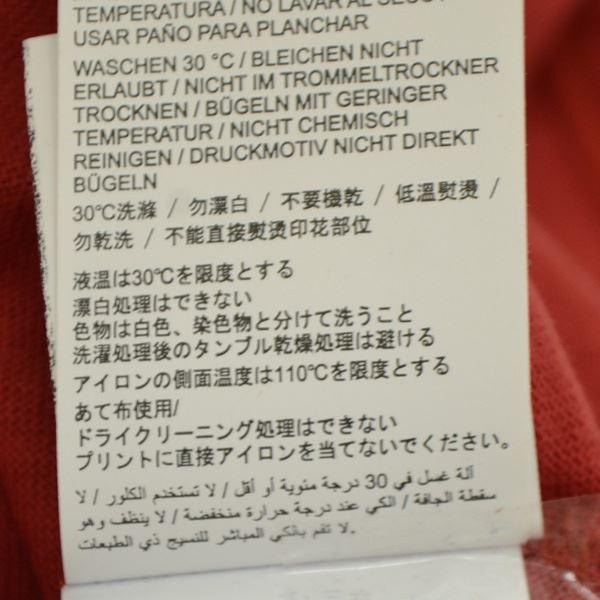 TEMPERATURA / NO LAVAR AL SECO
USAR PAÑO PARA PLANCHAR
WASCHEN 30 °C / BLEICHEN NICHT
ERLAUBT / NICHT IM TROMMELTROCKNER
TROCKNEN / BÜGELN MIT GERINGER
TEMPERATUR / NICHT CHEMISCH
REINIGEN / DRUCKMOTIV NICHT DIREKT
BÜGELN
30℃洗滌 / 勿漂白 / 不要機乾 / 低溫熨燙 /
勿乾洗 / 不能直接熨燙印花部位
液温は30℃を限度とする
漂白処理はできない
色物は白色、染色物と分けて洗うこと
洗濯処理後のタンブル乾燥処理は避ける
アイロンの側面温度は110℃を限度とする
あて布使用/
ドライクリーニング処理はできない
プリントに直接アイロンを当てないでください。
آلة غسل في 30 درجة مئوية أو أقل / لا تستخدم الكلور / لا
سقطة الجافة / الكي عند درجة حرارة منخفضة / لا ينظف وهو
لا تقم بالكي المباشر للنسيج ذي الطبعات.